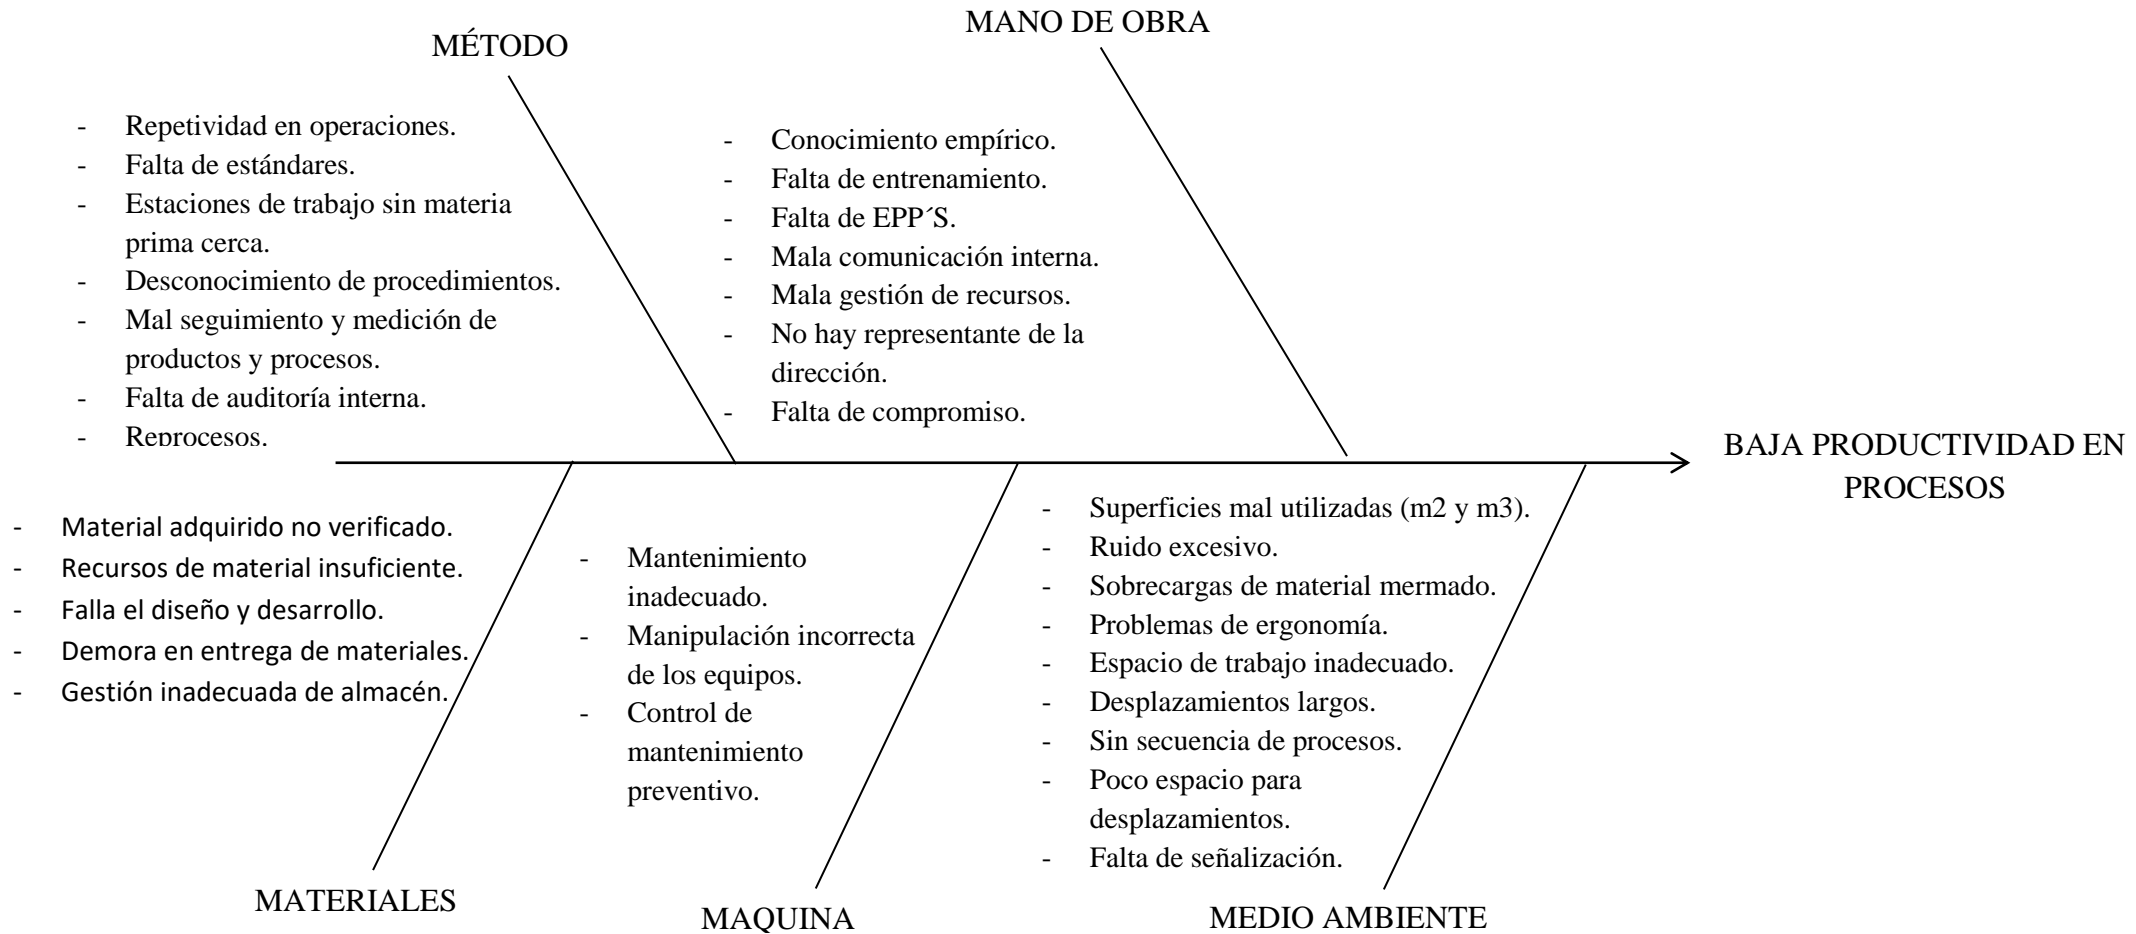 MÉTODO
- Repetividad en operaciones.
- Falta de estándares.
- Estaciones de trabajo sin materia
prima cerca.
- Desconocimiento de procedimientos.
- Mal seguimiento y medición de
productos y procesos.
- Falta de auditoría interna.
- Reprocesos.
MANO DE OBRA
- Conocimiento empírico.
- Falta de entrenamiento.
- Falta de EPP´S.
- Mala comunicación interna.
- Mala gestión de recursos.
- No hay representante de la
dirección.
- Falta de compromiso.
BAJA PRODUCTIVIDAD EN
PROCESOS
- Material adquirido no verificado.
- Recursos de material insuficiente.
- Falla el diseño y desarrollo.
- Demora en entrega de materiales.
- Gestión inadecuada de almacén.
MATERIALES
- Mantenimiento
inadecuado.
- Manipulación incorrecta
de los equipos.
- Control de
mantenimiento
preventivo.
MAQUINA
- Superficies mal utilizadas (m2 y m3).
- Ruido excesivo.
- Sobrecargas de material mermado.
- Problemas de ergonomía.
- Espacio de trabajo inadecuado.
- Desplazamientos largos.
- Sin secuencia de procesos.
- Poco espacio para
desplazamientos.
- Falta de señalización.
MEDIO AMBIENTE